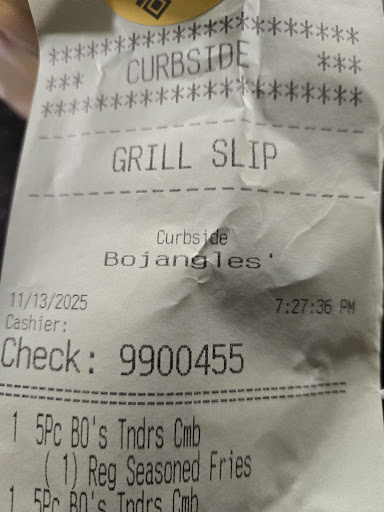 ******************************
*** CURBSIDE ***
******************************
GRILL SLIP
Curbside
Bojangles'
11/13/2025 7:27:36 PM
Cashier:
Check: 9900455
1 5Pc BO's Tndrs Cmb
( 1) Reg Seasoned Fries
1 5Pc BO's Tndrs Cmb